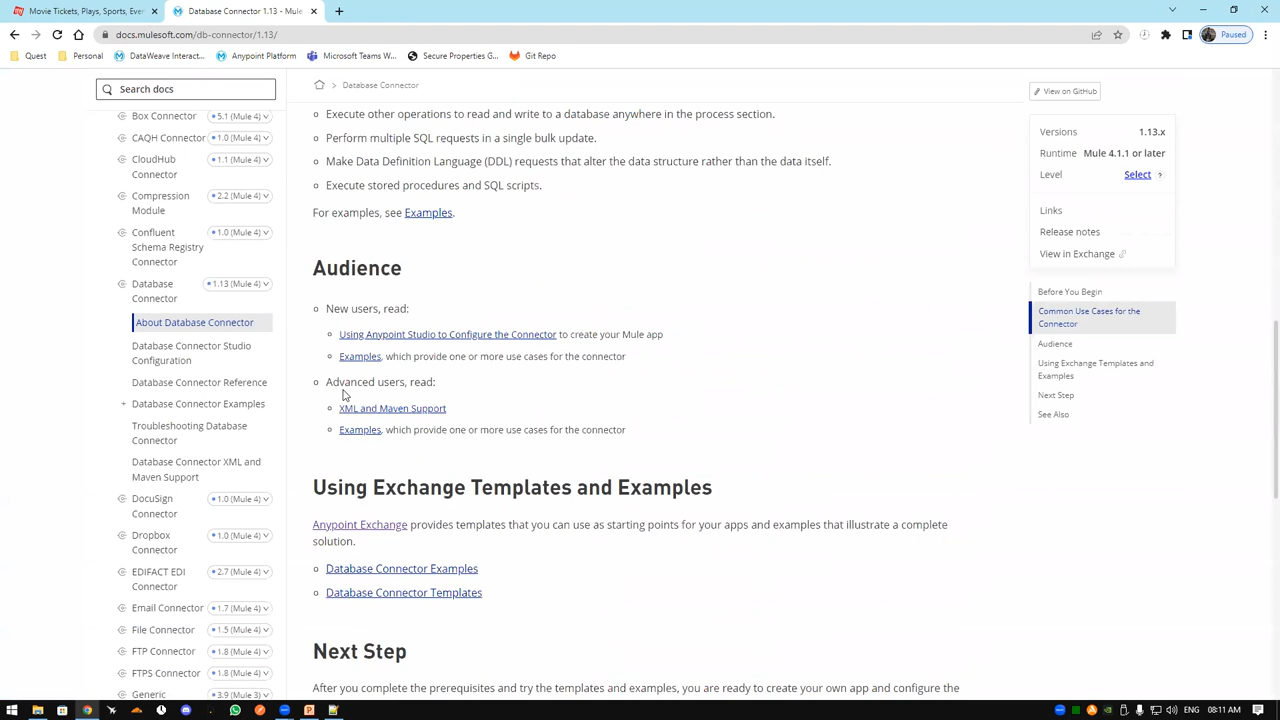 Movie Tickets, Plays, Sports, Eve
Database Connector 1.13 - Mule
docs.mulesoft.com/db-connector/1.13/
Paused
Quest
Personal
DataWeave Interact...
Anypoint Platform
Microsoft Teams W...
Secure Properties G...
Git Repo
Search docs
Database Connector
View on GitHub
Box Connector 5.1 (Mule 4)
CAQH Connector 1.0 (Mule 4)
CloudHub Connector 1.1 (Mule 4)
Compression Module 2.2 (Mule 4)
Confluent Schema Registry Connector 1.0 (Mule 4)
Database Connector 1.13 (Mule 4)
About Database Connector
Database Connector Studio
Configuration
Database Connector Reference
+ Database Connector Examples
Troubleshooting Database
Connector
Database Connector XML and
Maven Support
DocuSign Connector 1.0 (Mule 4)
Dropbox Connector 1.0 (Mule 4)
EDIFACT EDI Connector 2.7 (Mule 4)
Email Connector 1.7 (Mule 4)
File Connector 1.5 (Mule 4)
FTP Connector 1.8 (Mule 4)
FTPS Connector 1.8 (Mule 4)
Generic 3.9 (Mule 3)
Execute other operations to read and write to a database anywhere in the process section.
Perform multiple SQL requests in a single bulk update.
Make Data Definition Language (DDL) requests that alter the data structure rather than the data itself.
Execute stored procedures and SQL scripts.
For examples, see Examples.
Audience
New users, read:
Using Anypoint Studio to Configure the Connector to create your Mule app
Examples, which provide one or more use cases for the connector
Advanced users, read:
XML and Maven Support
Examples, which provide one or more use cases for the connector
Using Exchange Templates and Examples
Anypoint Exchange provides templates that you can use as starting points for your apps and examples that illustrate a complete
solution.
Database Connector Examples
Database Connector Templates
Next Step
After you complete the prerequisites and try the templates and examples, you are ready to create your own app and configure the
Versions 1.13.x
Runtime Mule 4.1.1 or later
Level Select ?
Links
Release notes
View in Exchange
Before You Begin
Common Use Cases for the
Connector
Audience
Using Exchange Templates and
Examples
Next Step
See Also
ENG 08:11 AM